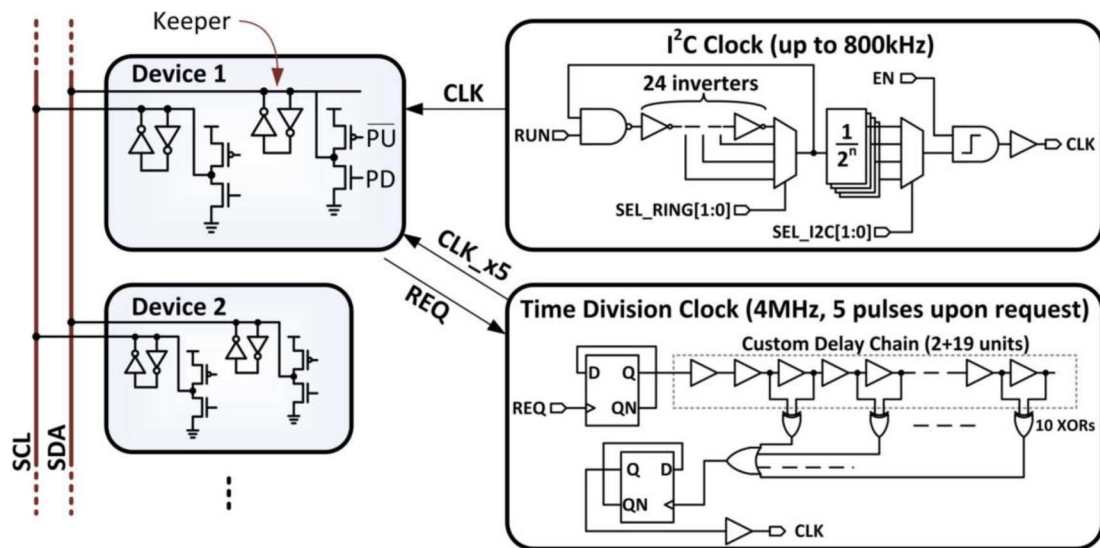 Keeper
Device 1
PU
PD
CLK
I²C Clock (up to 800kHz)
24 inverters
EN
RUN
1
2ⁿ
CLK
SEL_RING[1:0]
SEL_I2C[1:0]
CLK_x5
REQ
Device 2
SCL
SDA
Time Division Clock (4MHz, 5 pulses upon request)
Custom Delay Chain (2+19 units)
D Q
REQ
QN
10 XORs
Q D
QN
CLK